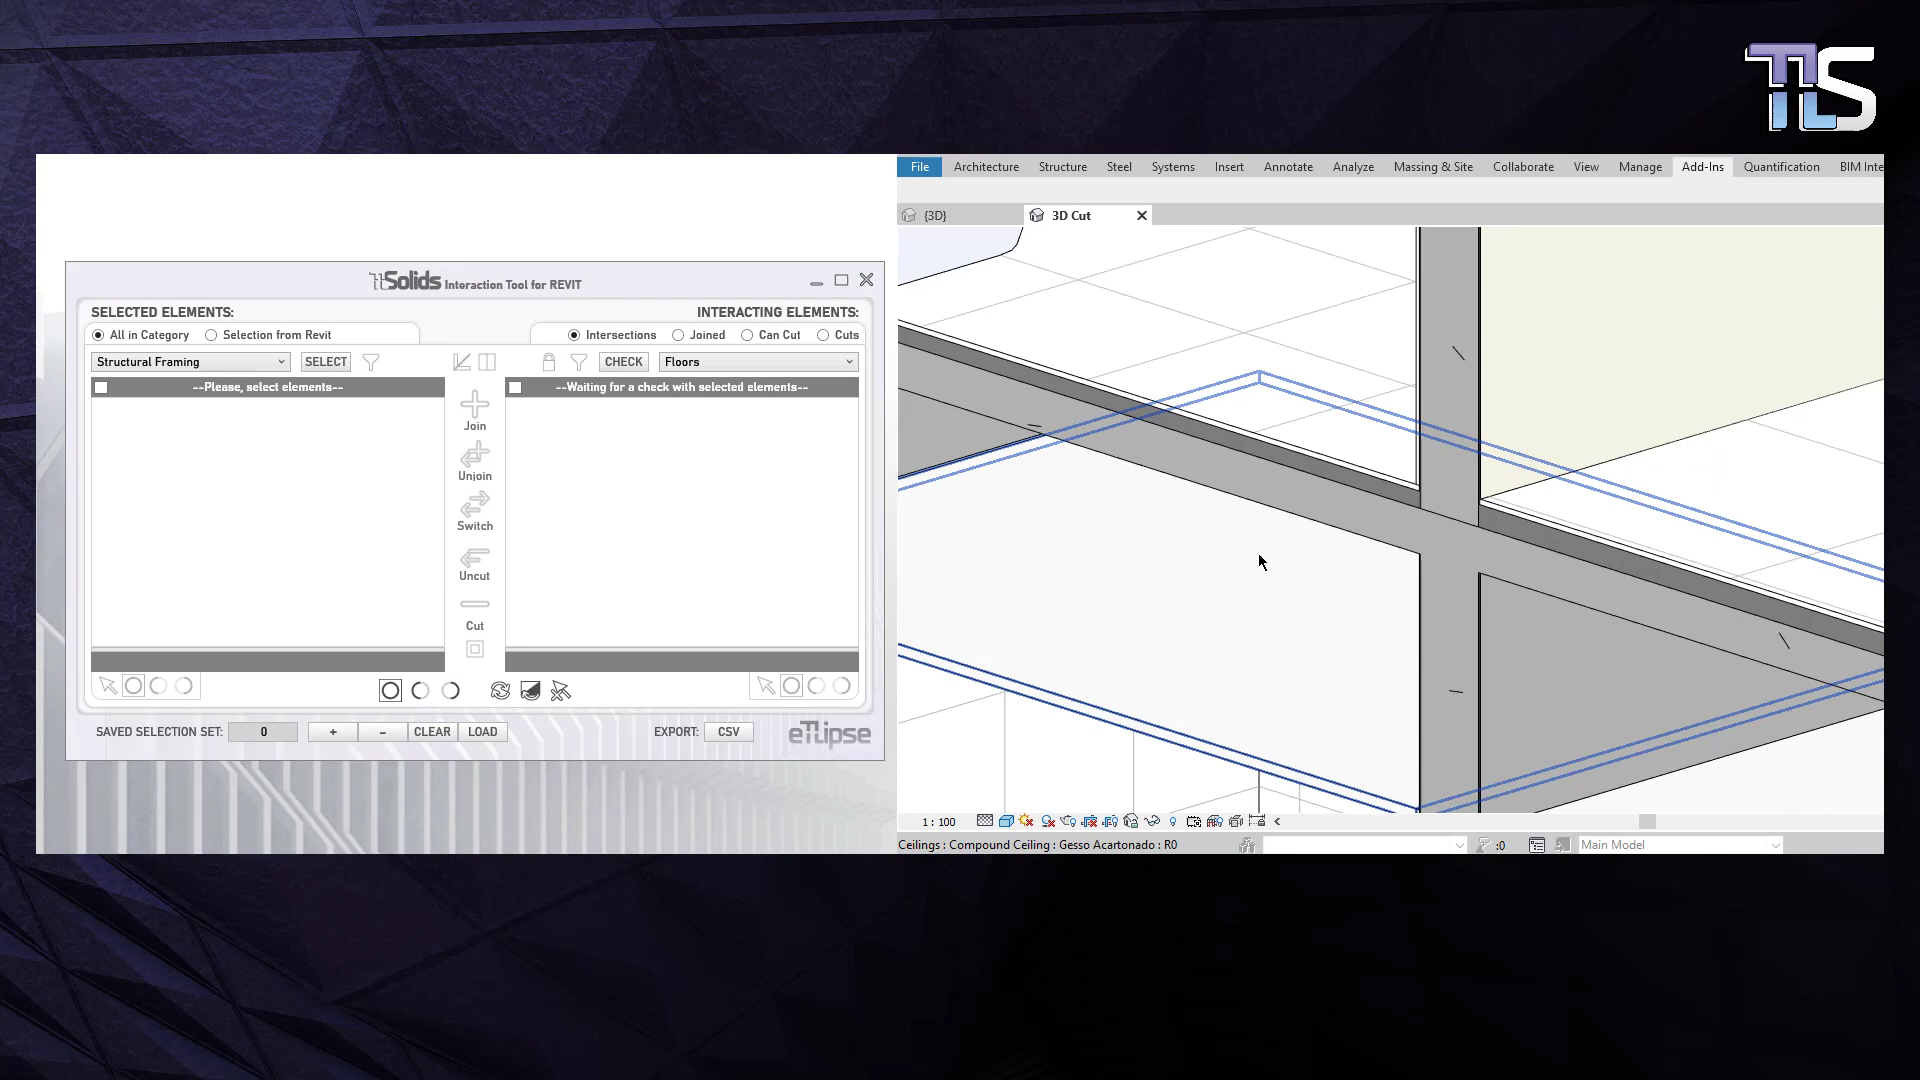 TLS
File Architecture Structure Steel Systems Insert Annotate Analyze Massing & Site Collaborate View Manage Add-Ins Quantification BIM Inte
{3D} 3D Cut
TLSolids Interaction Tool for REVIT
SELECTED ELEMENTS: INTERACTING ELEMENTS:
All in Category Selection from Revit Intersections Joined Can Cut Cuts
Structural Framing SELECT CHECK Floors
--Please, select elements-- --Waiting for a check with selected elements--
Join
Unjoin
Switch
Uncut
Cut
SAVED SELECTION SET: 0 + - CLEAR LOAD EXPORT: CSV eTLipse
1 : 100
Ceilings : Compound Ceiling : Gesso Acartonado : R0 :0 Main Model